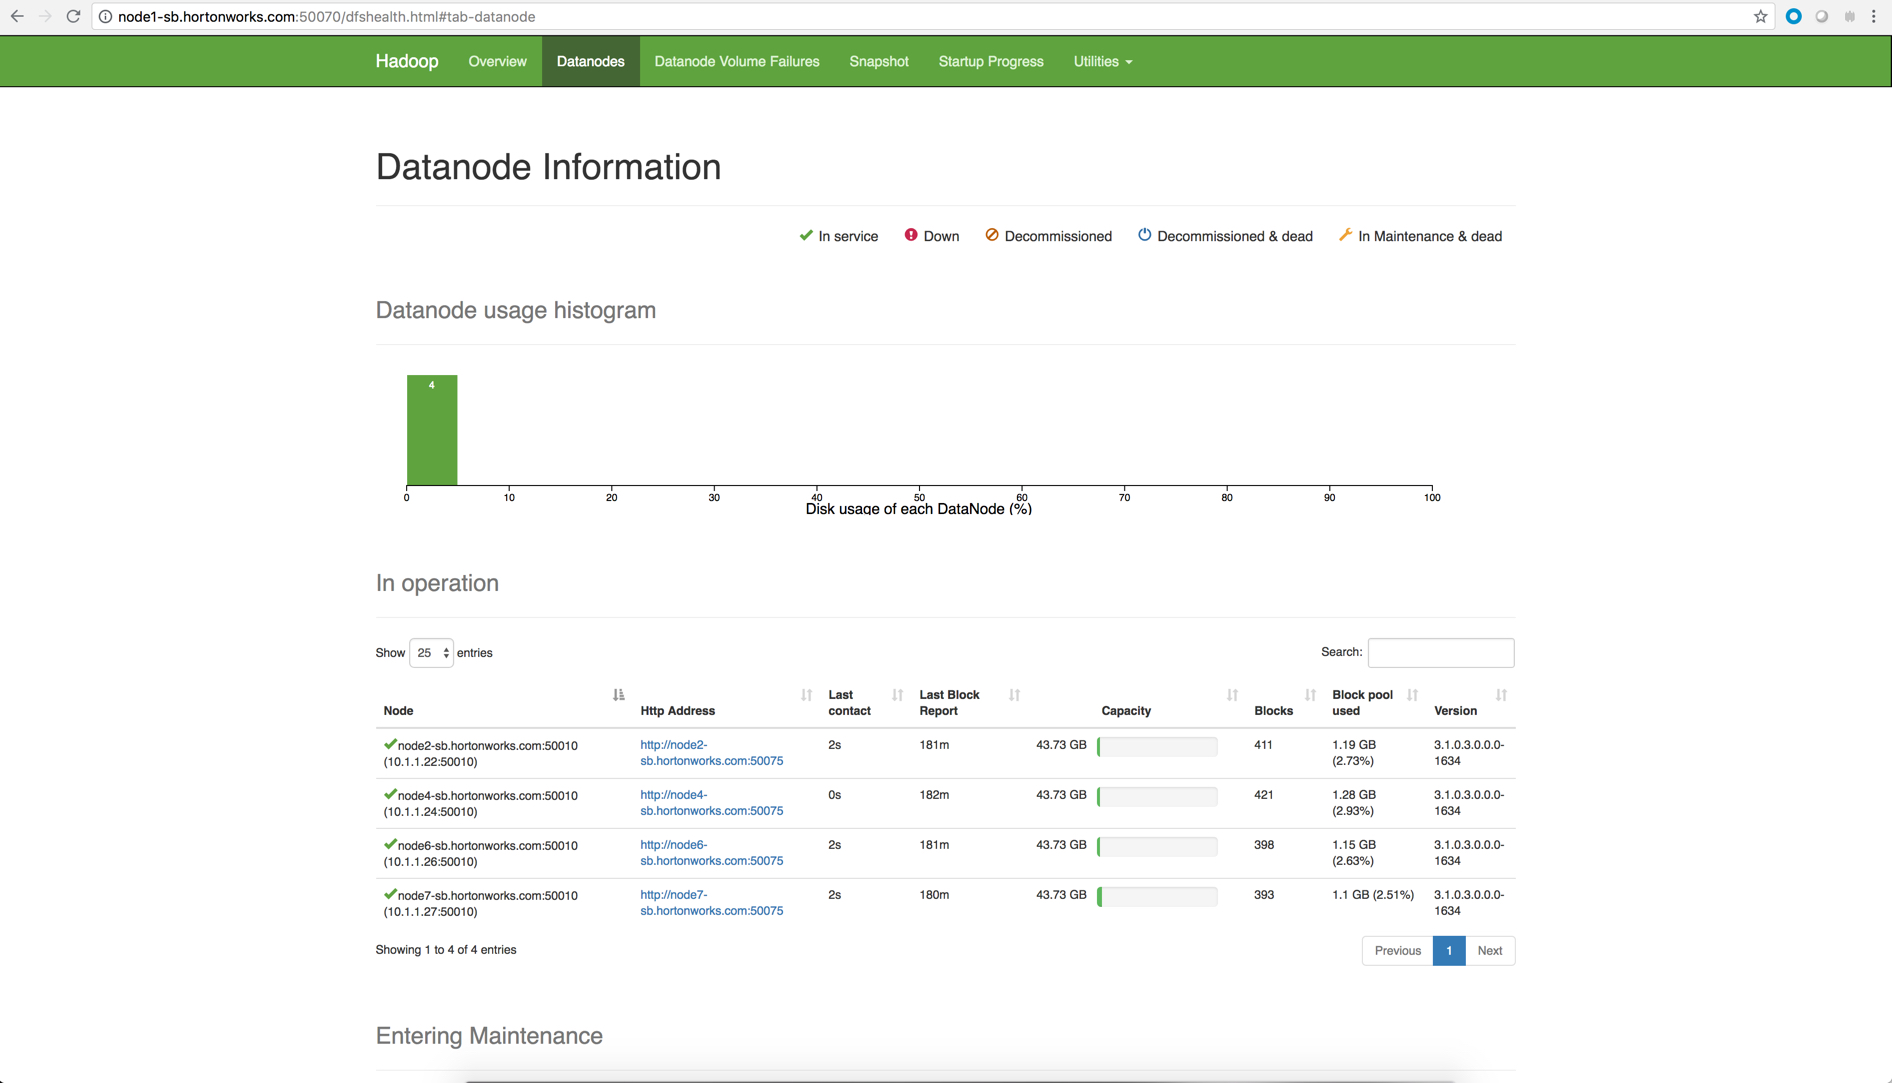 node1-sb.hortonworks.com:50070/dfshealth.html#tab-datanode
Hadoop Overview Datanodes Datanode Volume Failures Snapshot Startup Progress Utilities
Datanode Information
In service Down Decommissioned Decommissioned & dead In Maintenance & dead
Datanode usage histogram
4
0 10 20 30 40 50 60 70 80 90 100
Disk usage of each DataNode (%)
In operation
Show 25 entries Search:
Last Last Block Block pool
Node Http Address contact Report Capacity Blocks used Version
node2-sb.hortonworks.com:50010 http://node2- 2s 181m 43.73 GB 411 1.19 GB 3.1.0.3.0.0.0-
(10.1.1.22:50010) sb.hortonworks.com:50075 (2.73%) 1634
node4-sb.hortonworks.com:50010 http://node4- 0s 182m 43.73 GB 421 1.28 GB 3.1.0.3.0.0.0-
(10.1.1.24:50010) sb.hortonworks.com:50075 (2.93%) 1634
node6-sb.hortonworks.com:50010 http://node6- 2s 181m 43.73 GB 398 1.15 GB 3.1.0.3.0.0.0-
(10.1.1.26:50010) sb.hortonworks.com:50075 (2.63%) 1634
node7-sb.hortonworks.com:50010 http://node7- 2s 180m 43.73 GB 393 1.1 GB (2.51%) 3.1.0.3.0.0.0-
(10.1.1.27:50010) sb.hortonworks.com:50075 1634
Showing 1 to 4 of 4 entries Previous 1 Next
Entering Maintenance